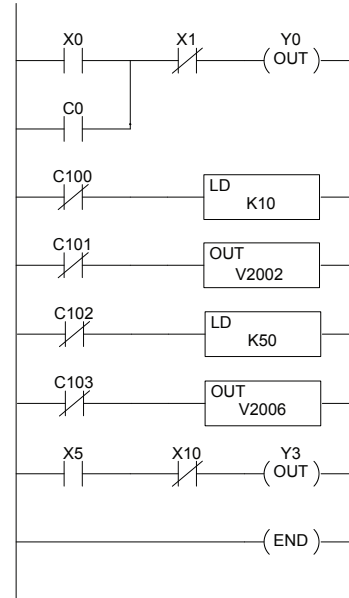 X0 X1 Y0
OUT
C0
C100
LD
K10
C101
OUT
V2002
C102
LD
K50
C103
OUT
V2006
X5 X10 Y3
OUT
END